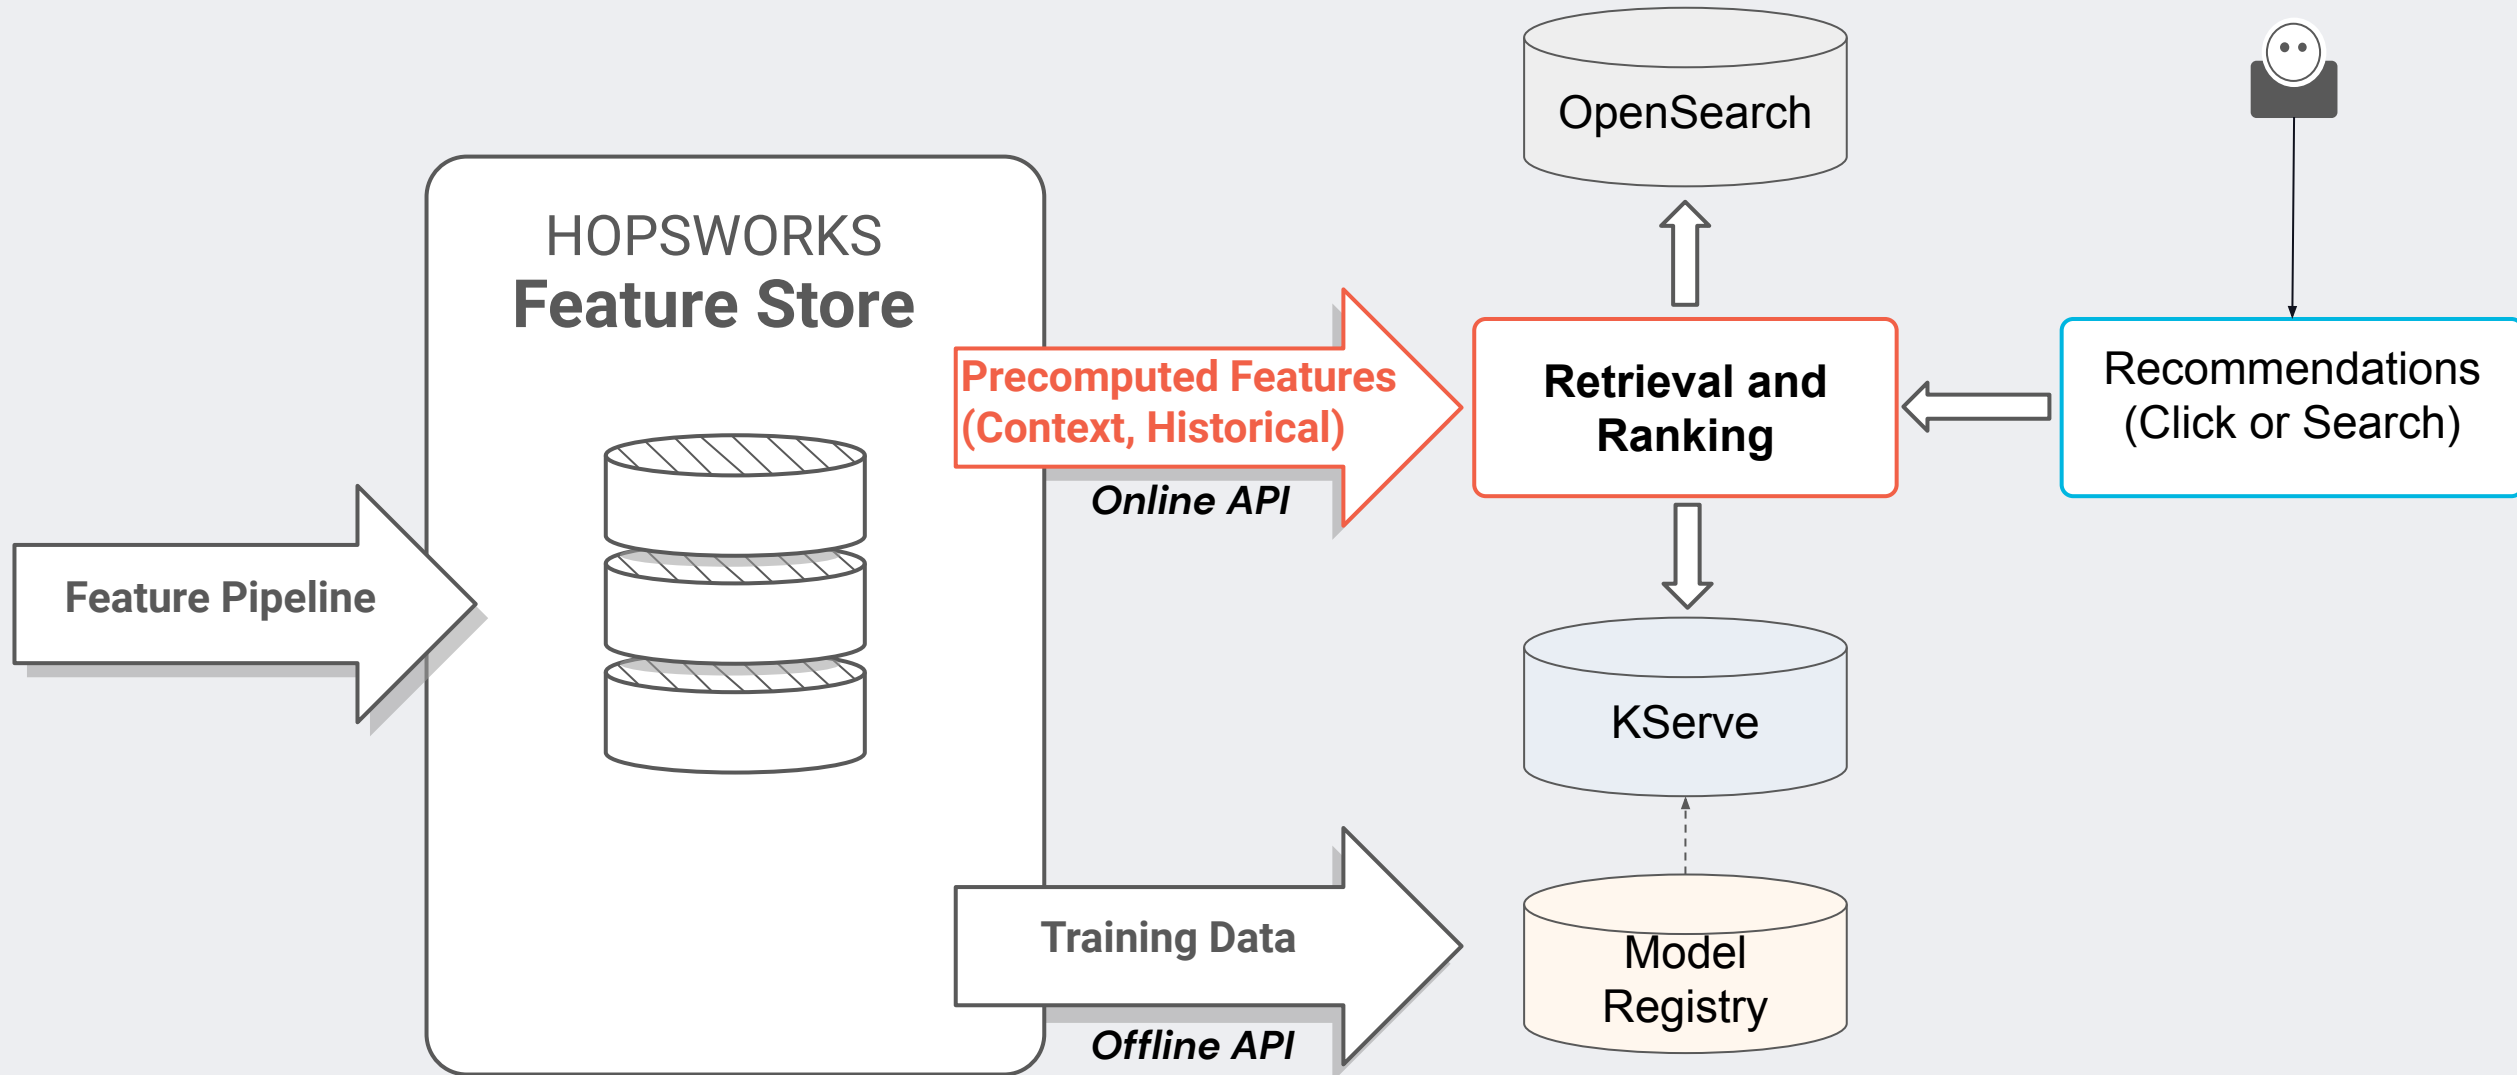 OpenSearch
HOPSWORKS
Feature Store
Precomputed Features
(Context, Historical)
Online API
Retrieval and
Ranking
Recommendations
(Click or Search)
Feature Pipeline
KServe
Training Data
Offline API
Model
Registry